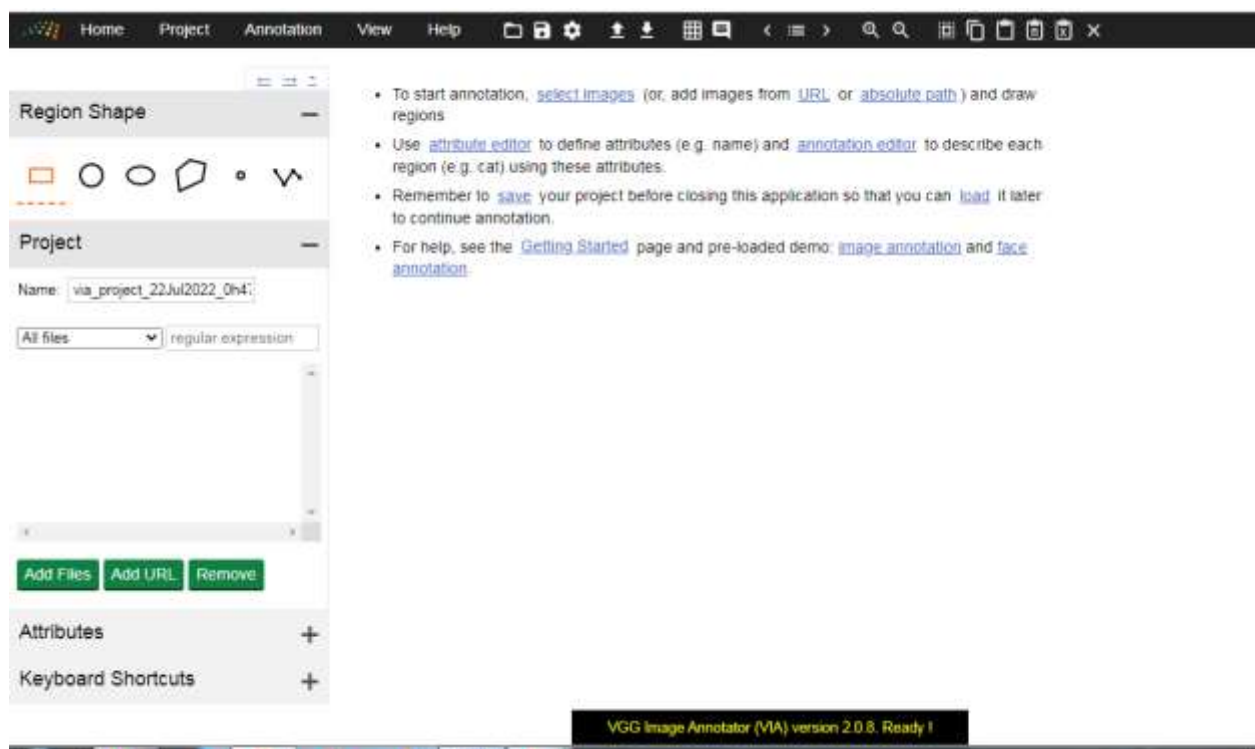 Home Project Annotation View Help
Region Shape
Project
Name: via_project_22Jul2022_0h47
All files regular expression
Add Files Add URL Remove
Attributes
Keyboard Shortcuts
• To start annotation, select images (or, add images from URL or absolute path ) and draw
regions
• Use attribute editor to define attributes (e.g. name) and annotation editor to describe each
region (e.g. cat) using these attributes.
• Remember to save your project before closing this application so that you can load it later
to continue annotation.
• For help, see the Getting Started page and pre-loaded demo: image annotation and face
annotation.
VGG Image Annotator (VIA) version 2.0.8. Ready !